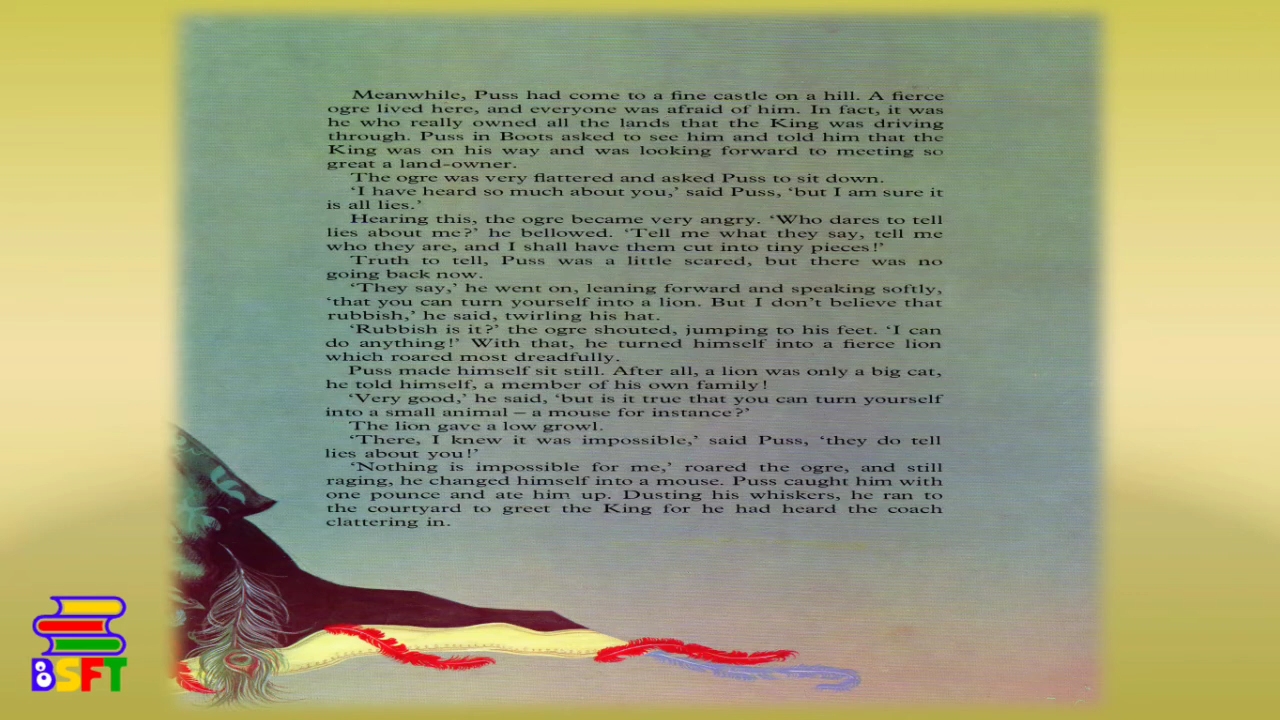 Meanwhile, Puss had come to a fine castle on a hill. A fierce
ogre lived here, and everyone was afraid of him. In fact, it was
he who really owned all the lands that the King was driving
through. Puss in Boots asked to see him and told him that the
King was on his way and was looking forward to meeting so
great a land-owner.
The ogre was very flattered and asked Puss to sit down.
‘I have heard so much about you,’ said Puss, ‘but I am sure it
is all lies.’
Hearing this, the ogre became very angry. ‘Who dares to tell
lies about me?’ he bellowed. ‘Tell me what they say, tell me
who they are, and I shall have them cut into tiny pieces!’
Truth to tell, Puss was a little scared, but there was no
going back now.
‘They say,’ he went on, leaning forward and speaking softly,
‘that you can turn yourself into a lion. But I don’t believe that
rubbish,’ he said, twirling his hat.
‘Rubbish is it?’ the ogre shouted, jumping to his feet. ‘I can
do anything!’ With that, he turned himself into a fierce lion
which roared most dreadfully.
Puss made himself sit still. After all, a lion was only a big cat,
he told himself, a member of his own family!
‘Very good,’ he said, ‘but is it true that you can turn yourself
into a small animal – a mouse for instance?’
The lion gave a low growl.
‘There, I knew it was impossible,’ said Puss, ‘they do tell
lies about you!’
‘Nothing is impossible for me,’ roared the ogre, and still
raging, he changed himself into a mouse. Puss caught him with
one pounce and ate him up. Dusting his whiskers, he ran to
the courtyard to greet the King for he had heard the coach
clattering in.
BSFT